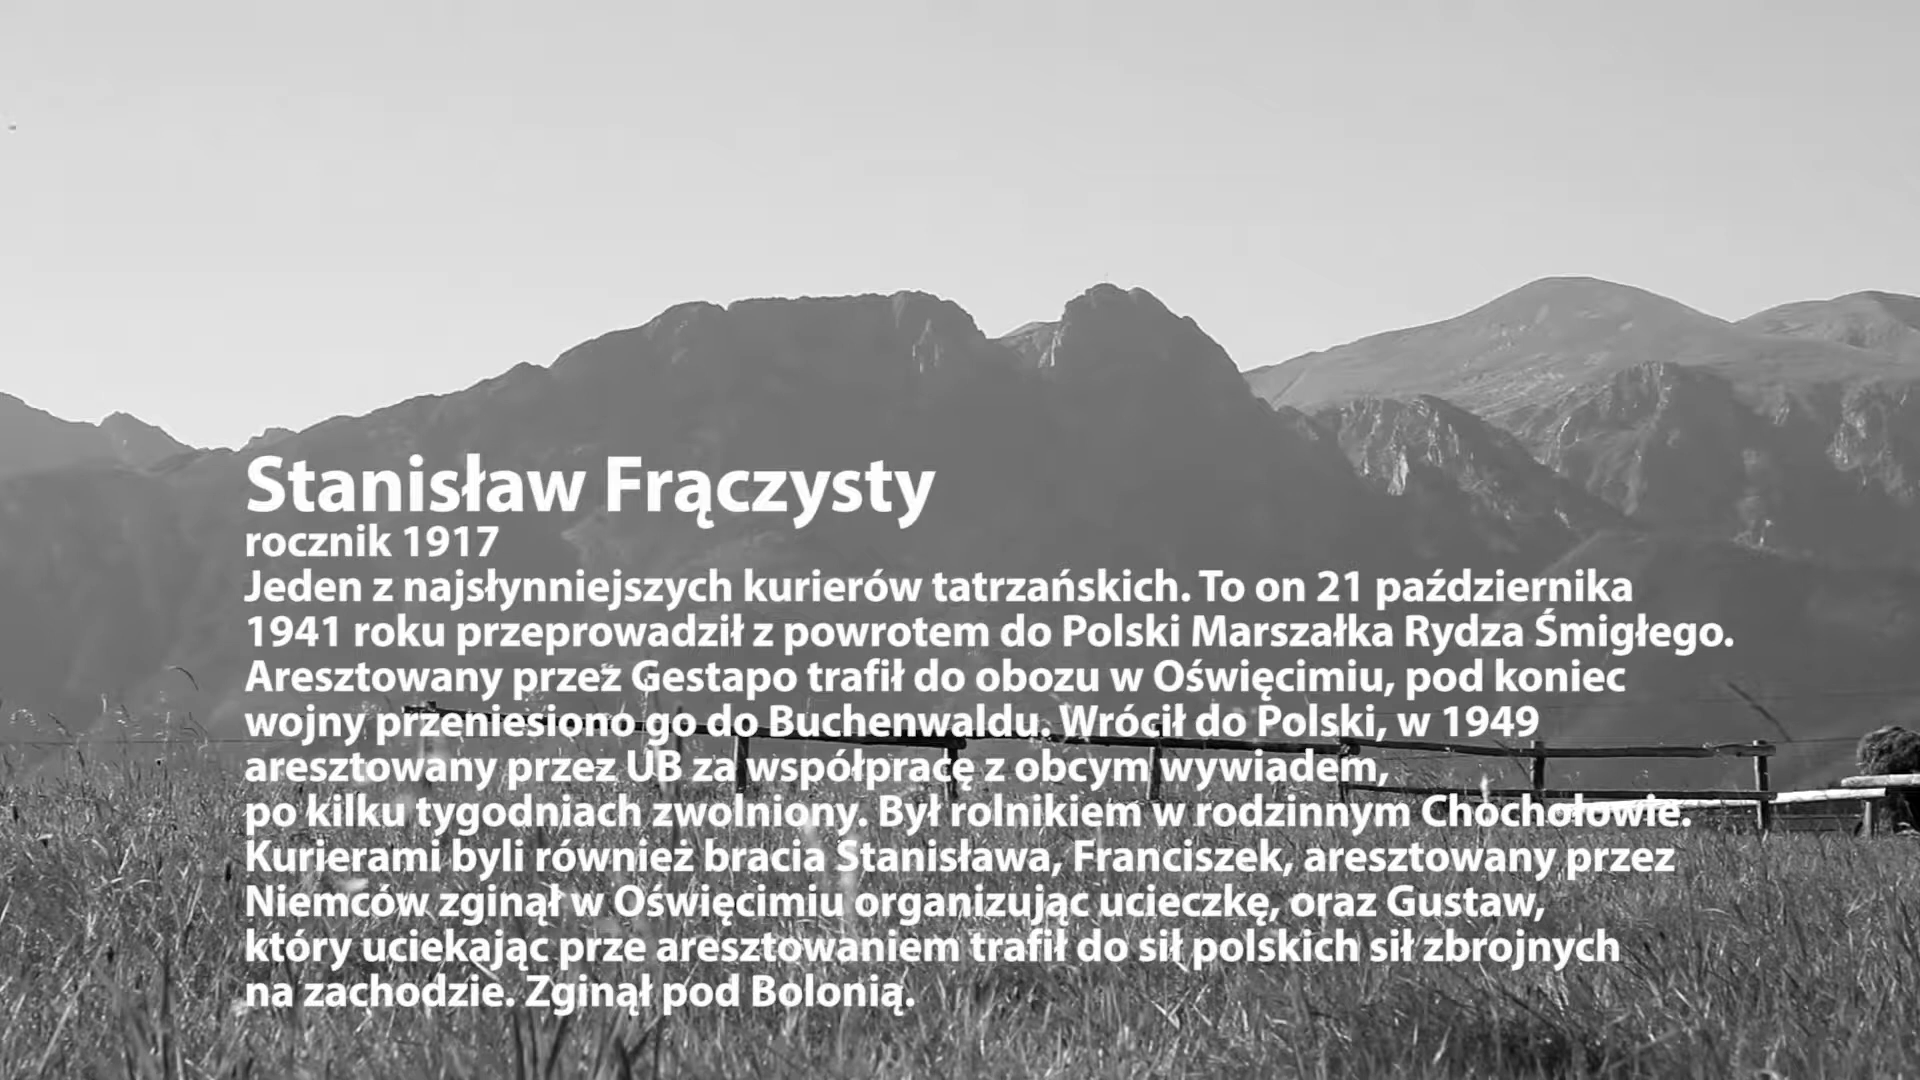 Stanisław Frączysty
rocznik 1917
Jeden z najsłynniejszych kurierów tatrzańskich. To on 21 października
1941 roku przeprowadził z powrotem do Polski Marszałka Rydza Śmigłego.
Aresztowany przez Gestapo trafił do obozu w Oświęcimiu, pod koniec
wojny przeniesiono go do Buchenwaldu. Wrócił do Polski, w 1949
aresztowany przez UB za współpracę z obcym wywiadem,
po kilku tygodniach zwolniony. Był rolnikiem w rodzinnym Chochołowie.
Kurierami byli również bracia Stanisława, Franciszek, aresztowany przez
Niemców zginął w Oświęcimiu organizując ucieczkę, oraz Gustaw,
który uciekając prze aresztowaniem trafił do sił polskich sił zbrojnych
na zachodzie. Zginął pod Bolonią.